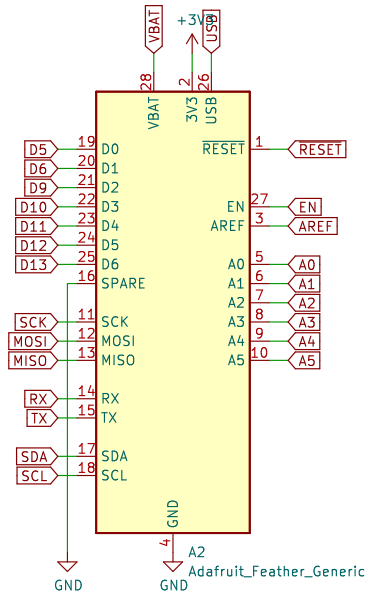 VBAT
+3V3
USB
28
2
26
VBAT
3V3
USB
D5 19 D0 RESET 1 RESET
D6 20 D1
D9 21 D2
D10 22 D3 EN 27 EN
D11 23 D4 AREF 3 AREF
D12 24 D5
D13 25 D6 A0 5 A0
16 SPARE A1 6 A1
A2 7 A2
SCK 11 SCK A3 8 A3
MOSI 12 MOSI A4 9 A4
MISO 13 MISO A5 10 A5
RX 14 RX
TX 15 TX
SDA 17 SDA
SCL 18 SCL
GND
4
A2
Adafruit_Feather_Generic
GND
GND